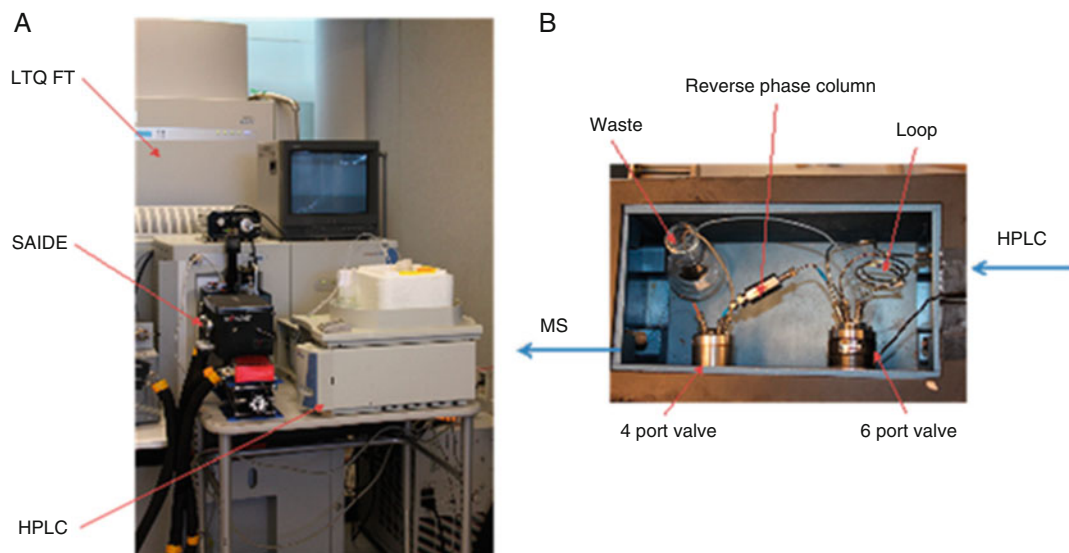 A
LTQ FT
SAIDE
HPLC
B
Reverse phase column
Waste
Loop
HPLC
MS
4 port valve
6 port valve